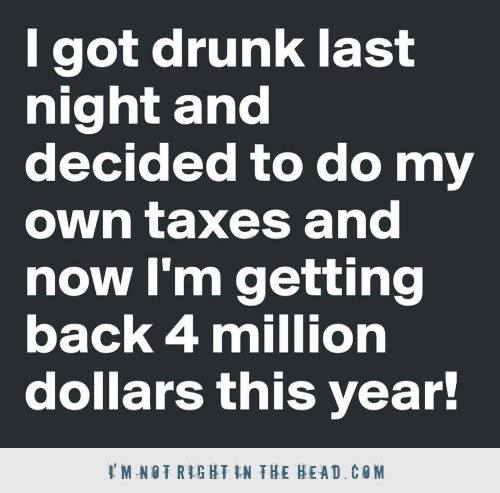 I got drunk last
night and
decided to do my
own taxes and
now I'm getting
back 4 million
dollars this year!
I'M NOT RIGHT IN THE HEAD.COM